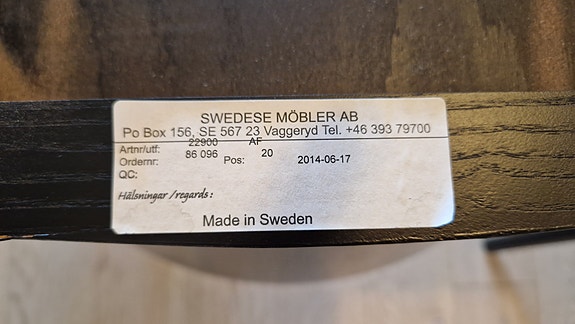 SWEDESE MÖBLER AB
Po Box 156, SE 567 23 Vaggeryd Tel. +46 393 79700
Artnr/utf: 22900 AF
Ordernr: 86 096 Pos: 20 2014-06-17
QC:
Hälsningar /regards :
Made in Sweden